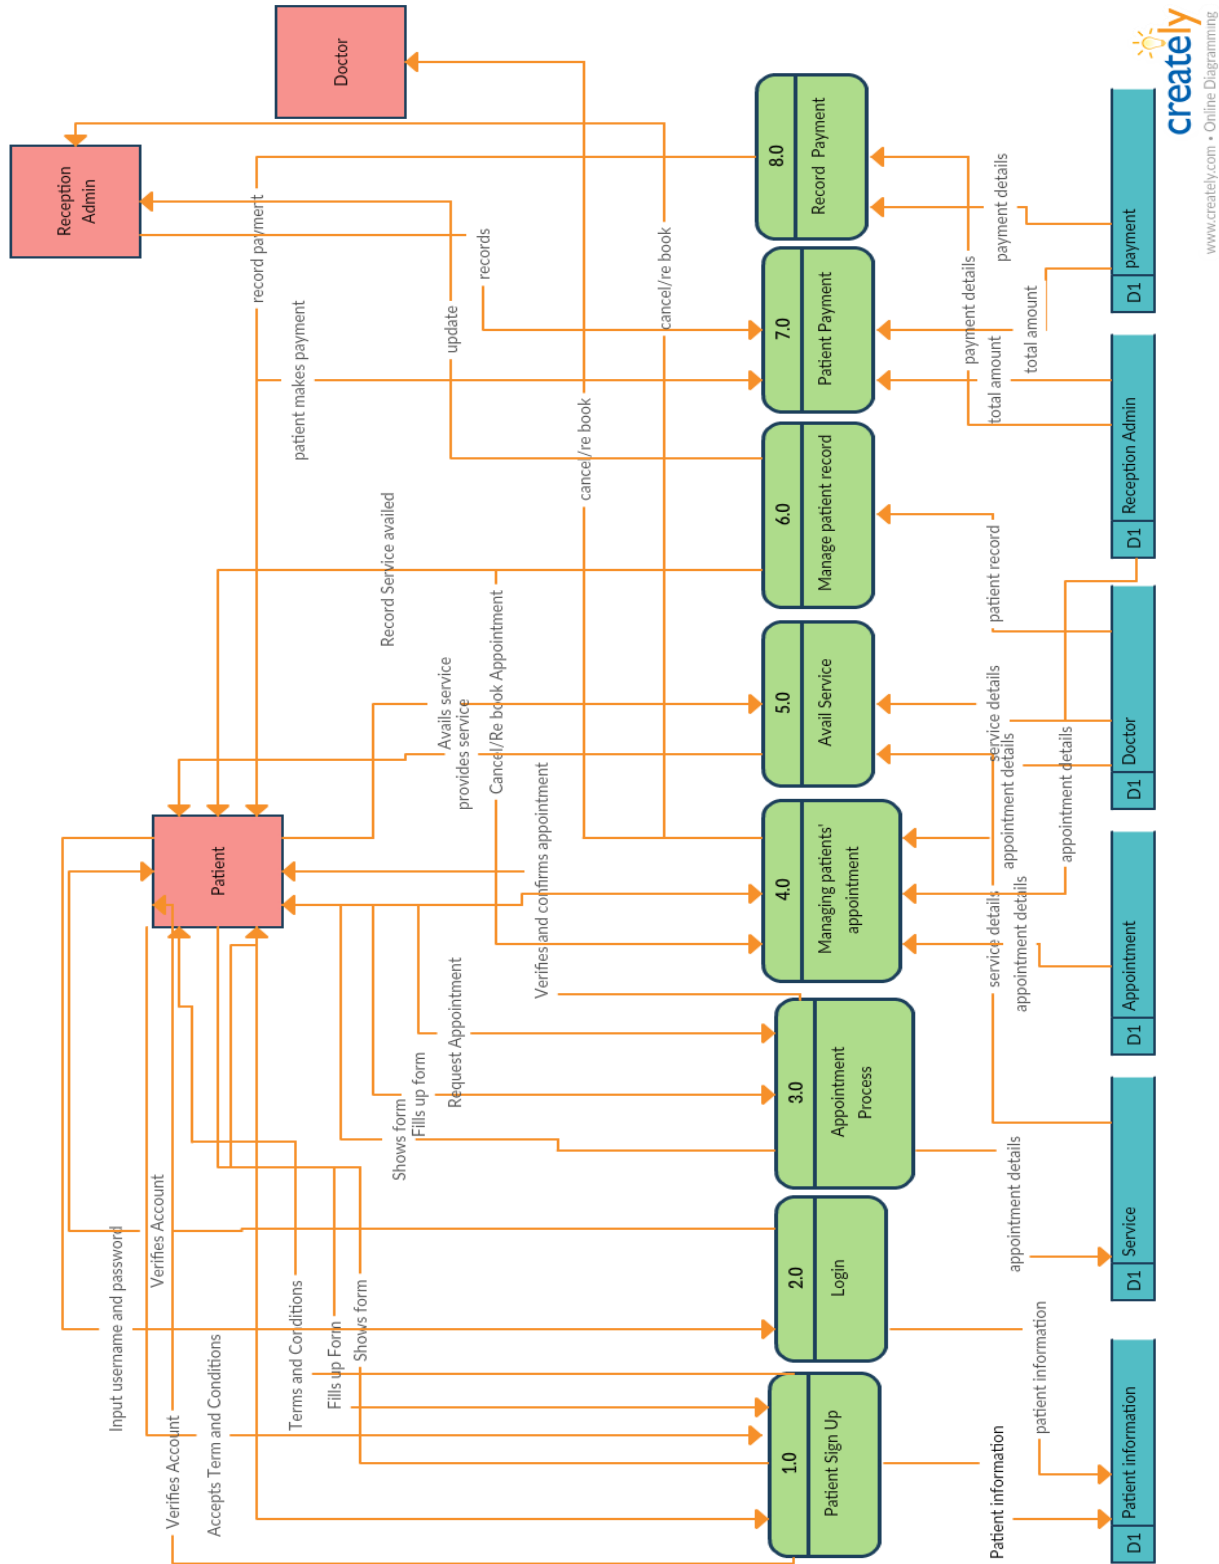 Doctor
Reception
Admin
Patient
record payment
patient makes payment
records
update
cancel/re book
cancel/re book
Record Service availed
Avails service
provides service
Cancel/Re book Appointment
Verifies and confirms appointment
Request Appointment
Fills up form
Shows form
Input username and password
Verifies Account
Verifies Account
Accepts Term and Conditions
Terms and Conditions
Fills up Form
Shows form
1.0
Patient Sign Up
2.0
Login
3.0
Appointment
Process
4.0
Managing patients'
appointment
5.0
Avail Service
6.0
Manage patient record
7.0
Patient Payment
8.0
Record Payment
Patient information
patient information
appointment details
service details
appointment details
service details
appointment details
appointment details
patient record
total amount
payment details
total amount
payment details
D1 Patient information
D1 Service
D1 Appointment
D1 Doctor
D1 Reception Admin
D1 payment
creately
www.creately.com • Online Diagramming